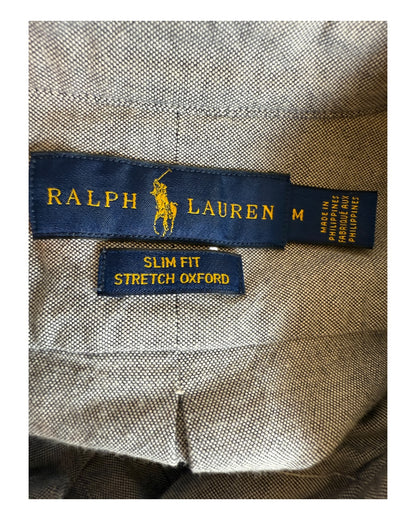 RALPH LAUREN M
MADE IN
PHILIPPINES
FABRIQUÉ AUX
PHILIPPINES
SLIM FIT
STRETCH OXFORD